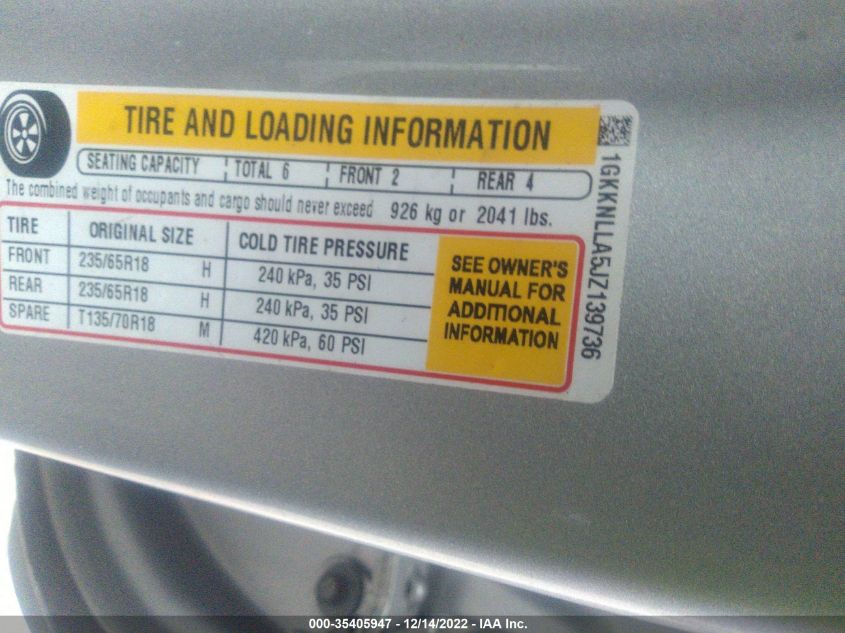 TIRE AND LOADING INFORMATION
SEATING CAPACITY TOTAL 6 FRONT 2 REAR 4
The combined weight of occupants and cargo should never exceed 926 kg or 2041 lbs.
TIRE ORIGINAL SIZE COLD TIRE PRESSURE
FRONT 235/65R18 H 240 kPa, 35 PSI
REAR 235/65R18 H 240 kPa, 35 PSI
SPARE T135/70R18 M 420 kPa, 60 PSI
SEE OWNER'S
MANUAL FOR
ADDITIONAL
INFORMATION
1GKKNLLA5JZ139736
000-35405947 - 12/14/2022 - IAA Inc.